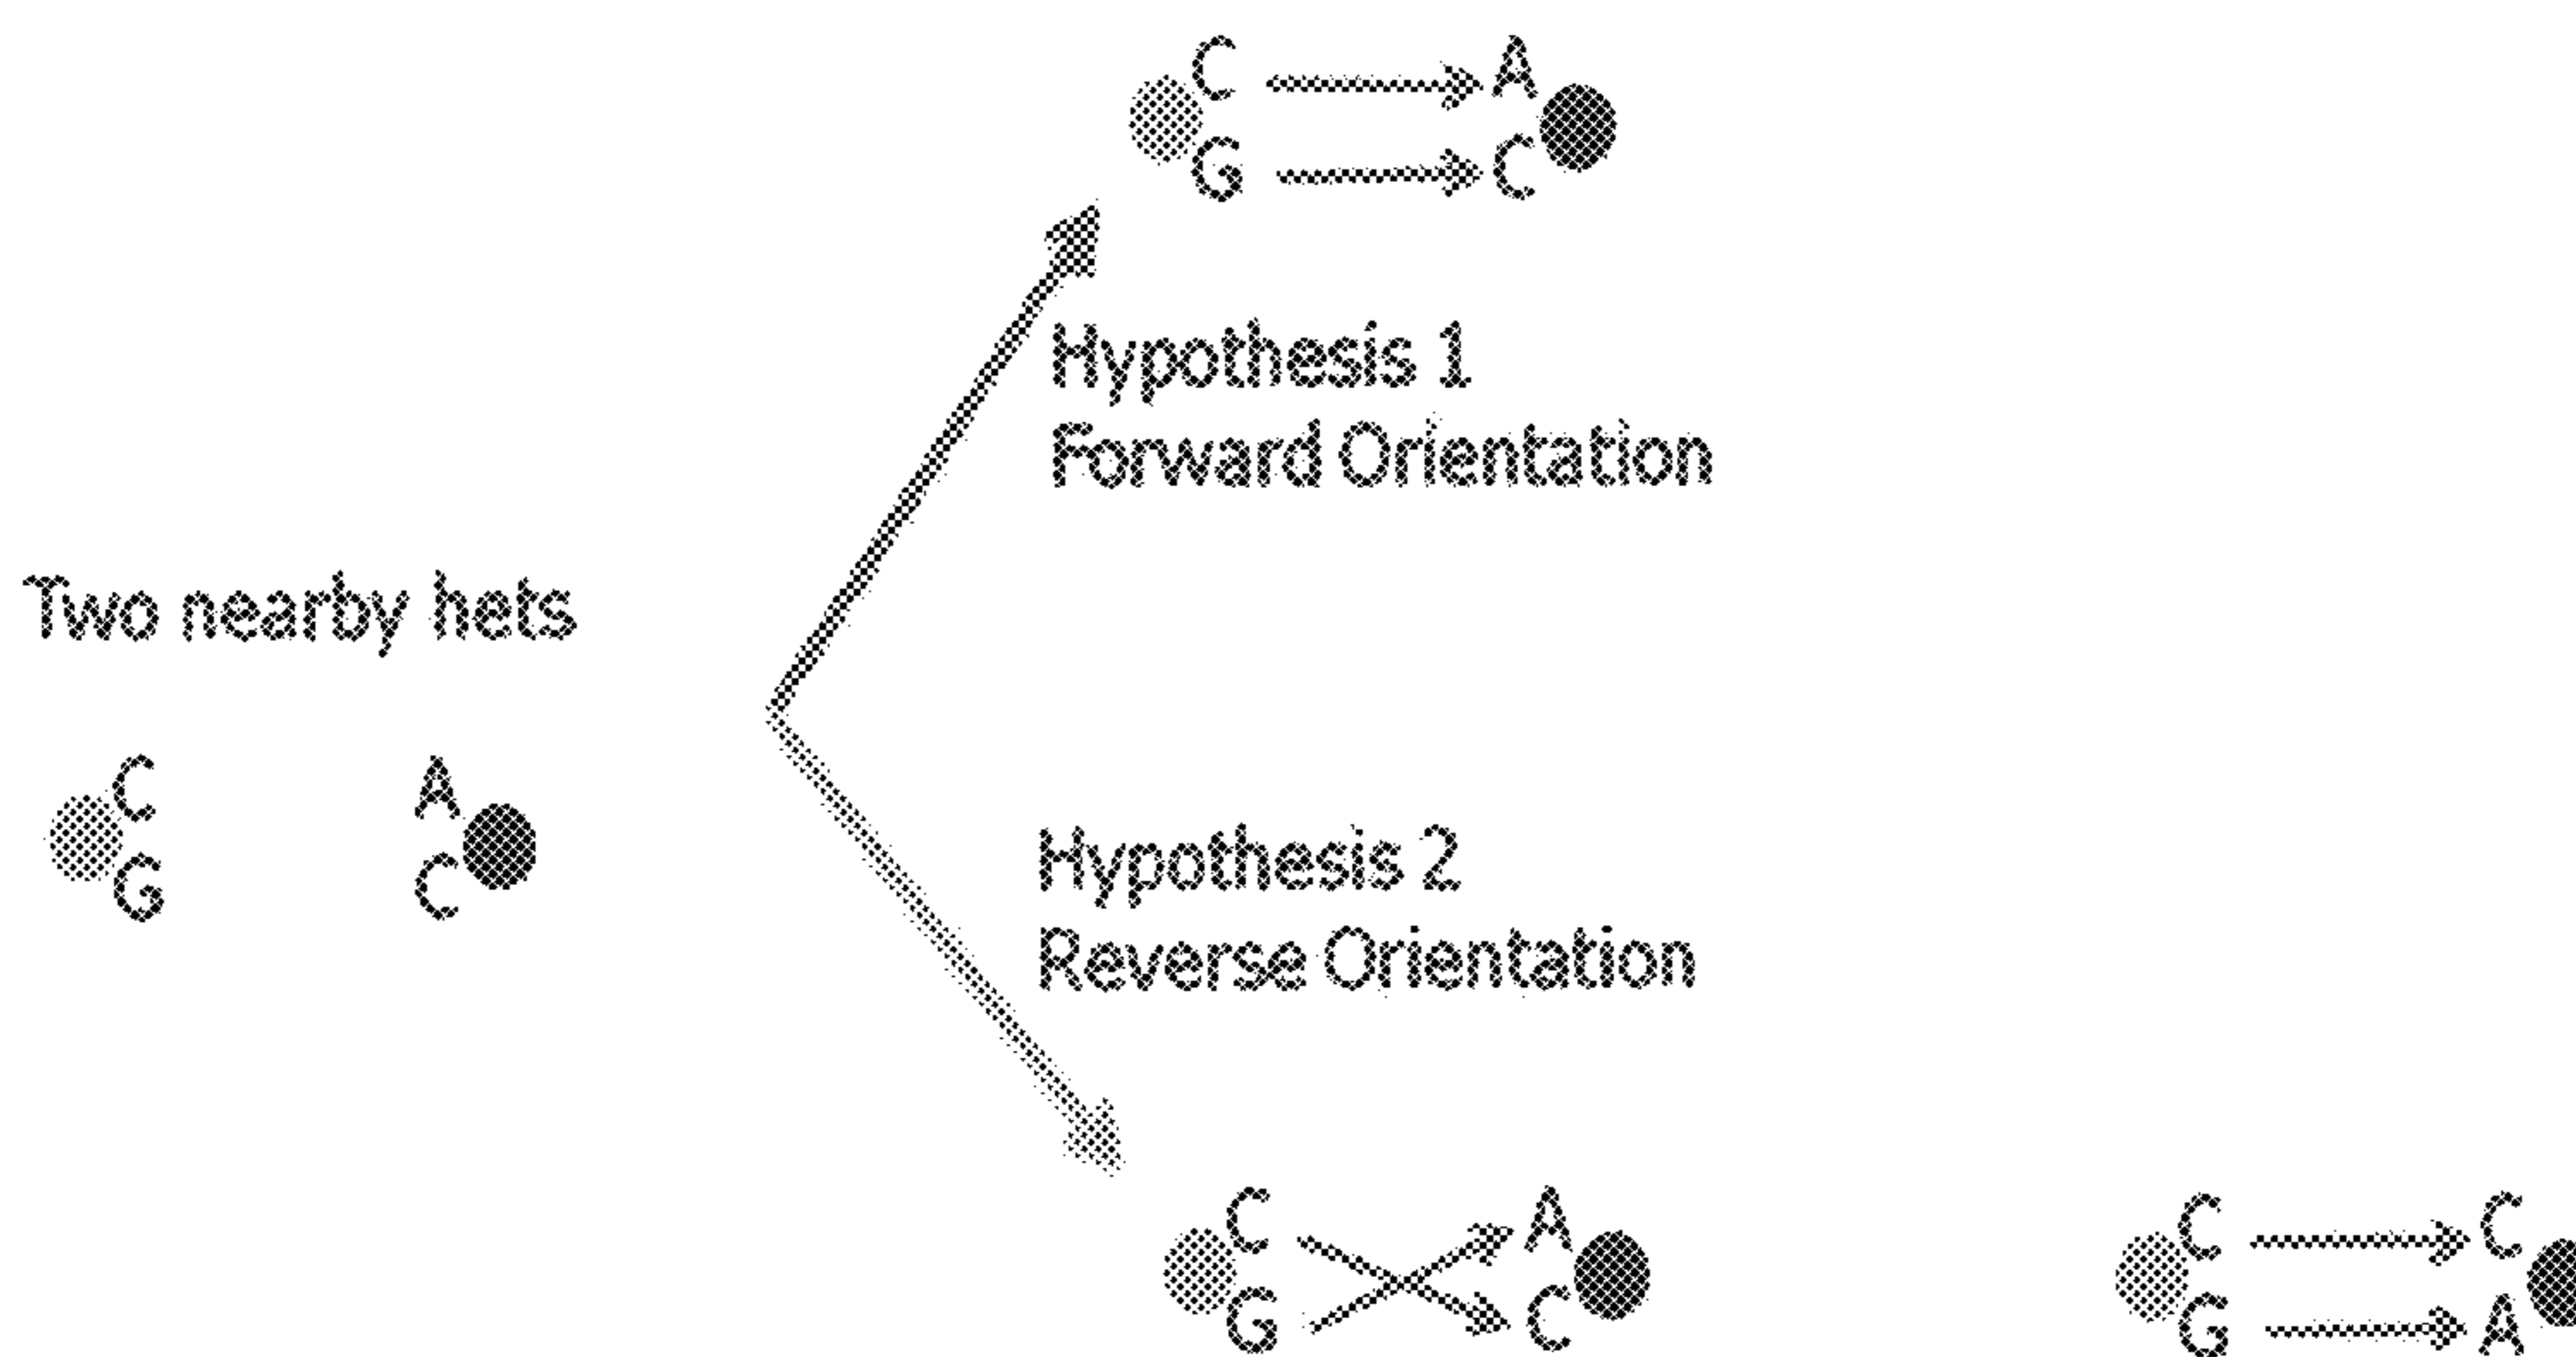 C A
G C
Hypothesis 1
Forward Orientation
Two nearby hets
C A
G C
Hypothesis 2
Reverse Orientation
C A C C
G C G A